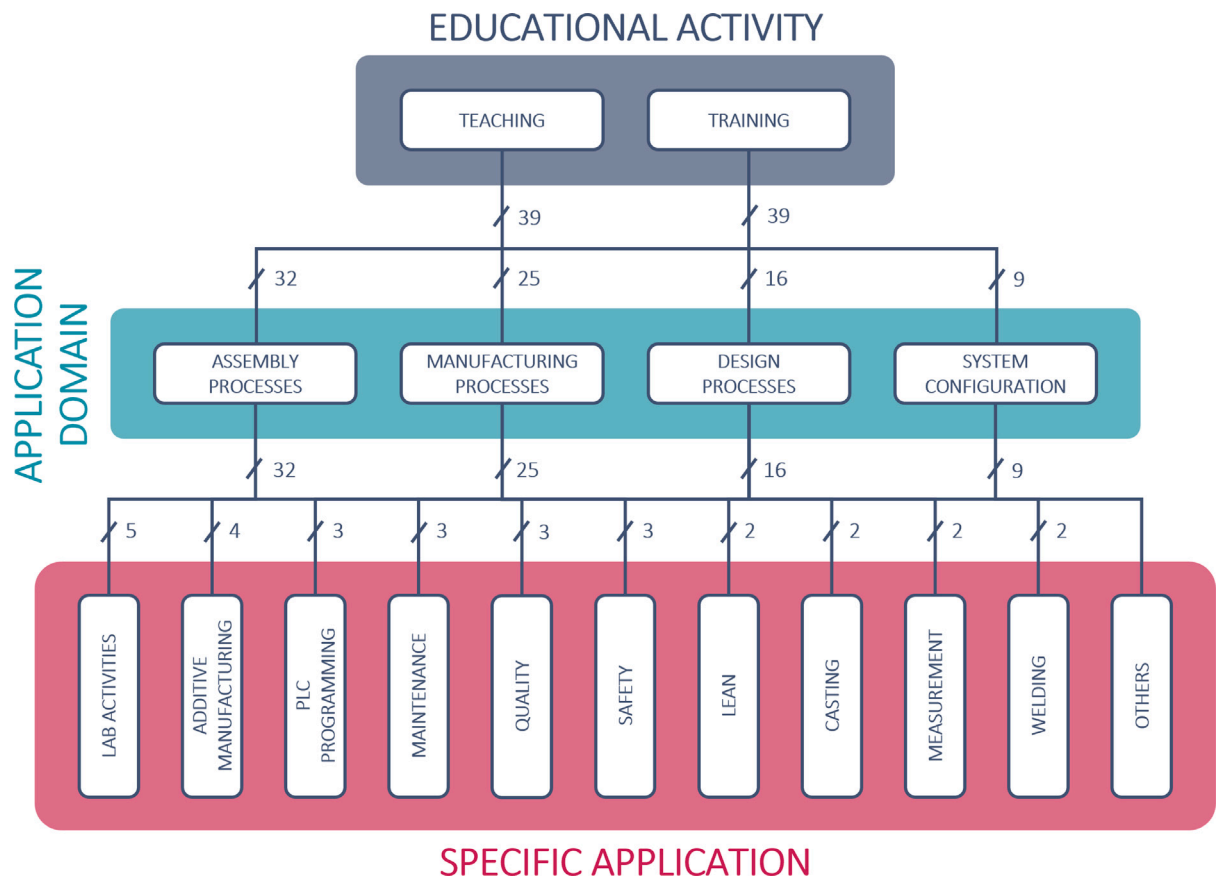 EDUCATIONAL ACTIVITY
TEACHING
TRAINING
39
39
32
25
16
9
APPLICATION
DOMAIN
ASSEMBLY
PROCESSES
MANUFACTURING
PROCESSES
DESIGN
PROCESSES
SYSTEM
CONFIGURATION
32
25
16
9
5
4
3
3
3
3
2
2
2
2
LAB ACTIVITIES
ADDITIVE
MANUFACTURING
PLC
PROGRAMMING
MAINTENANCE
QUALITY
SAFETY
LEAN
CASTING
MEASUREMENT
WELDING
OTHERS
SPECIFIC APPLICATION